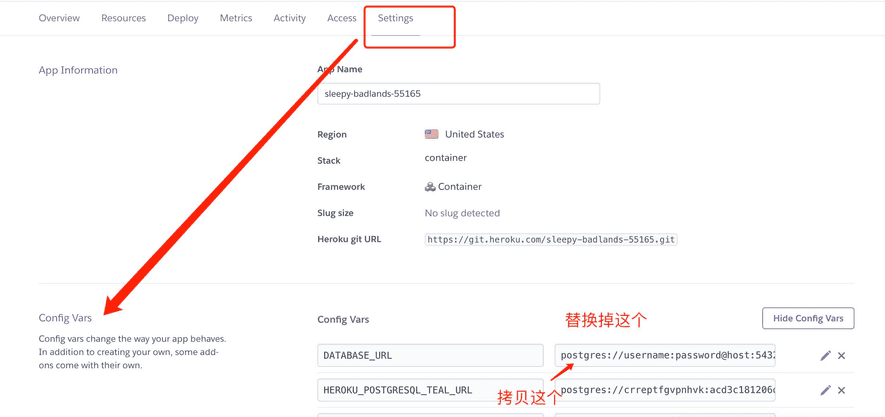 Overview Resources Deploy Metrics Activity Access Settings
App Information
App Name
sleepy-badlands-55165
Region United States
Stack container
Framework Container
Slug size No slug detected
Heroku git URL https://git.heroku.com/sleepy-badlands-55165.git
Config Vars
Config vars change the way your app behaves.
In addition to creating your own, some add-
ons come with their own.
Config Vars
替换掉这个
Hide Config Vars
DATABASE_URL postgres://username:password@host:5432
拷贝这个
HEROKU_POSTGRESQL_TEAL_URL postgres://crreptfgvpnhvk:acd3c181206c